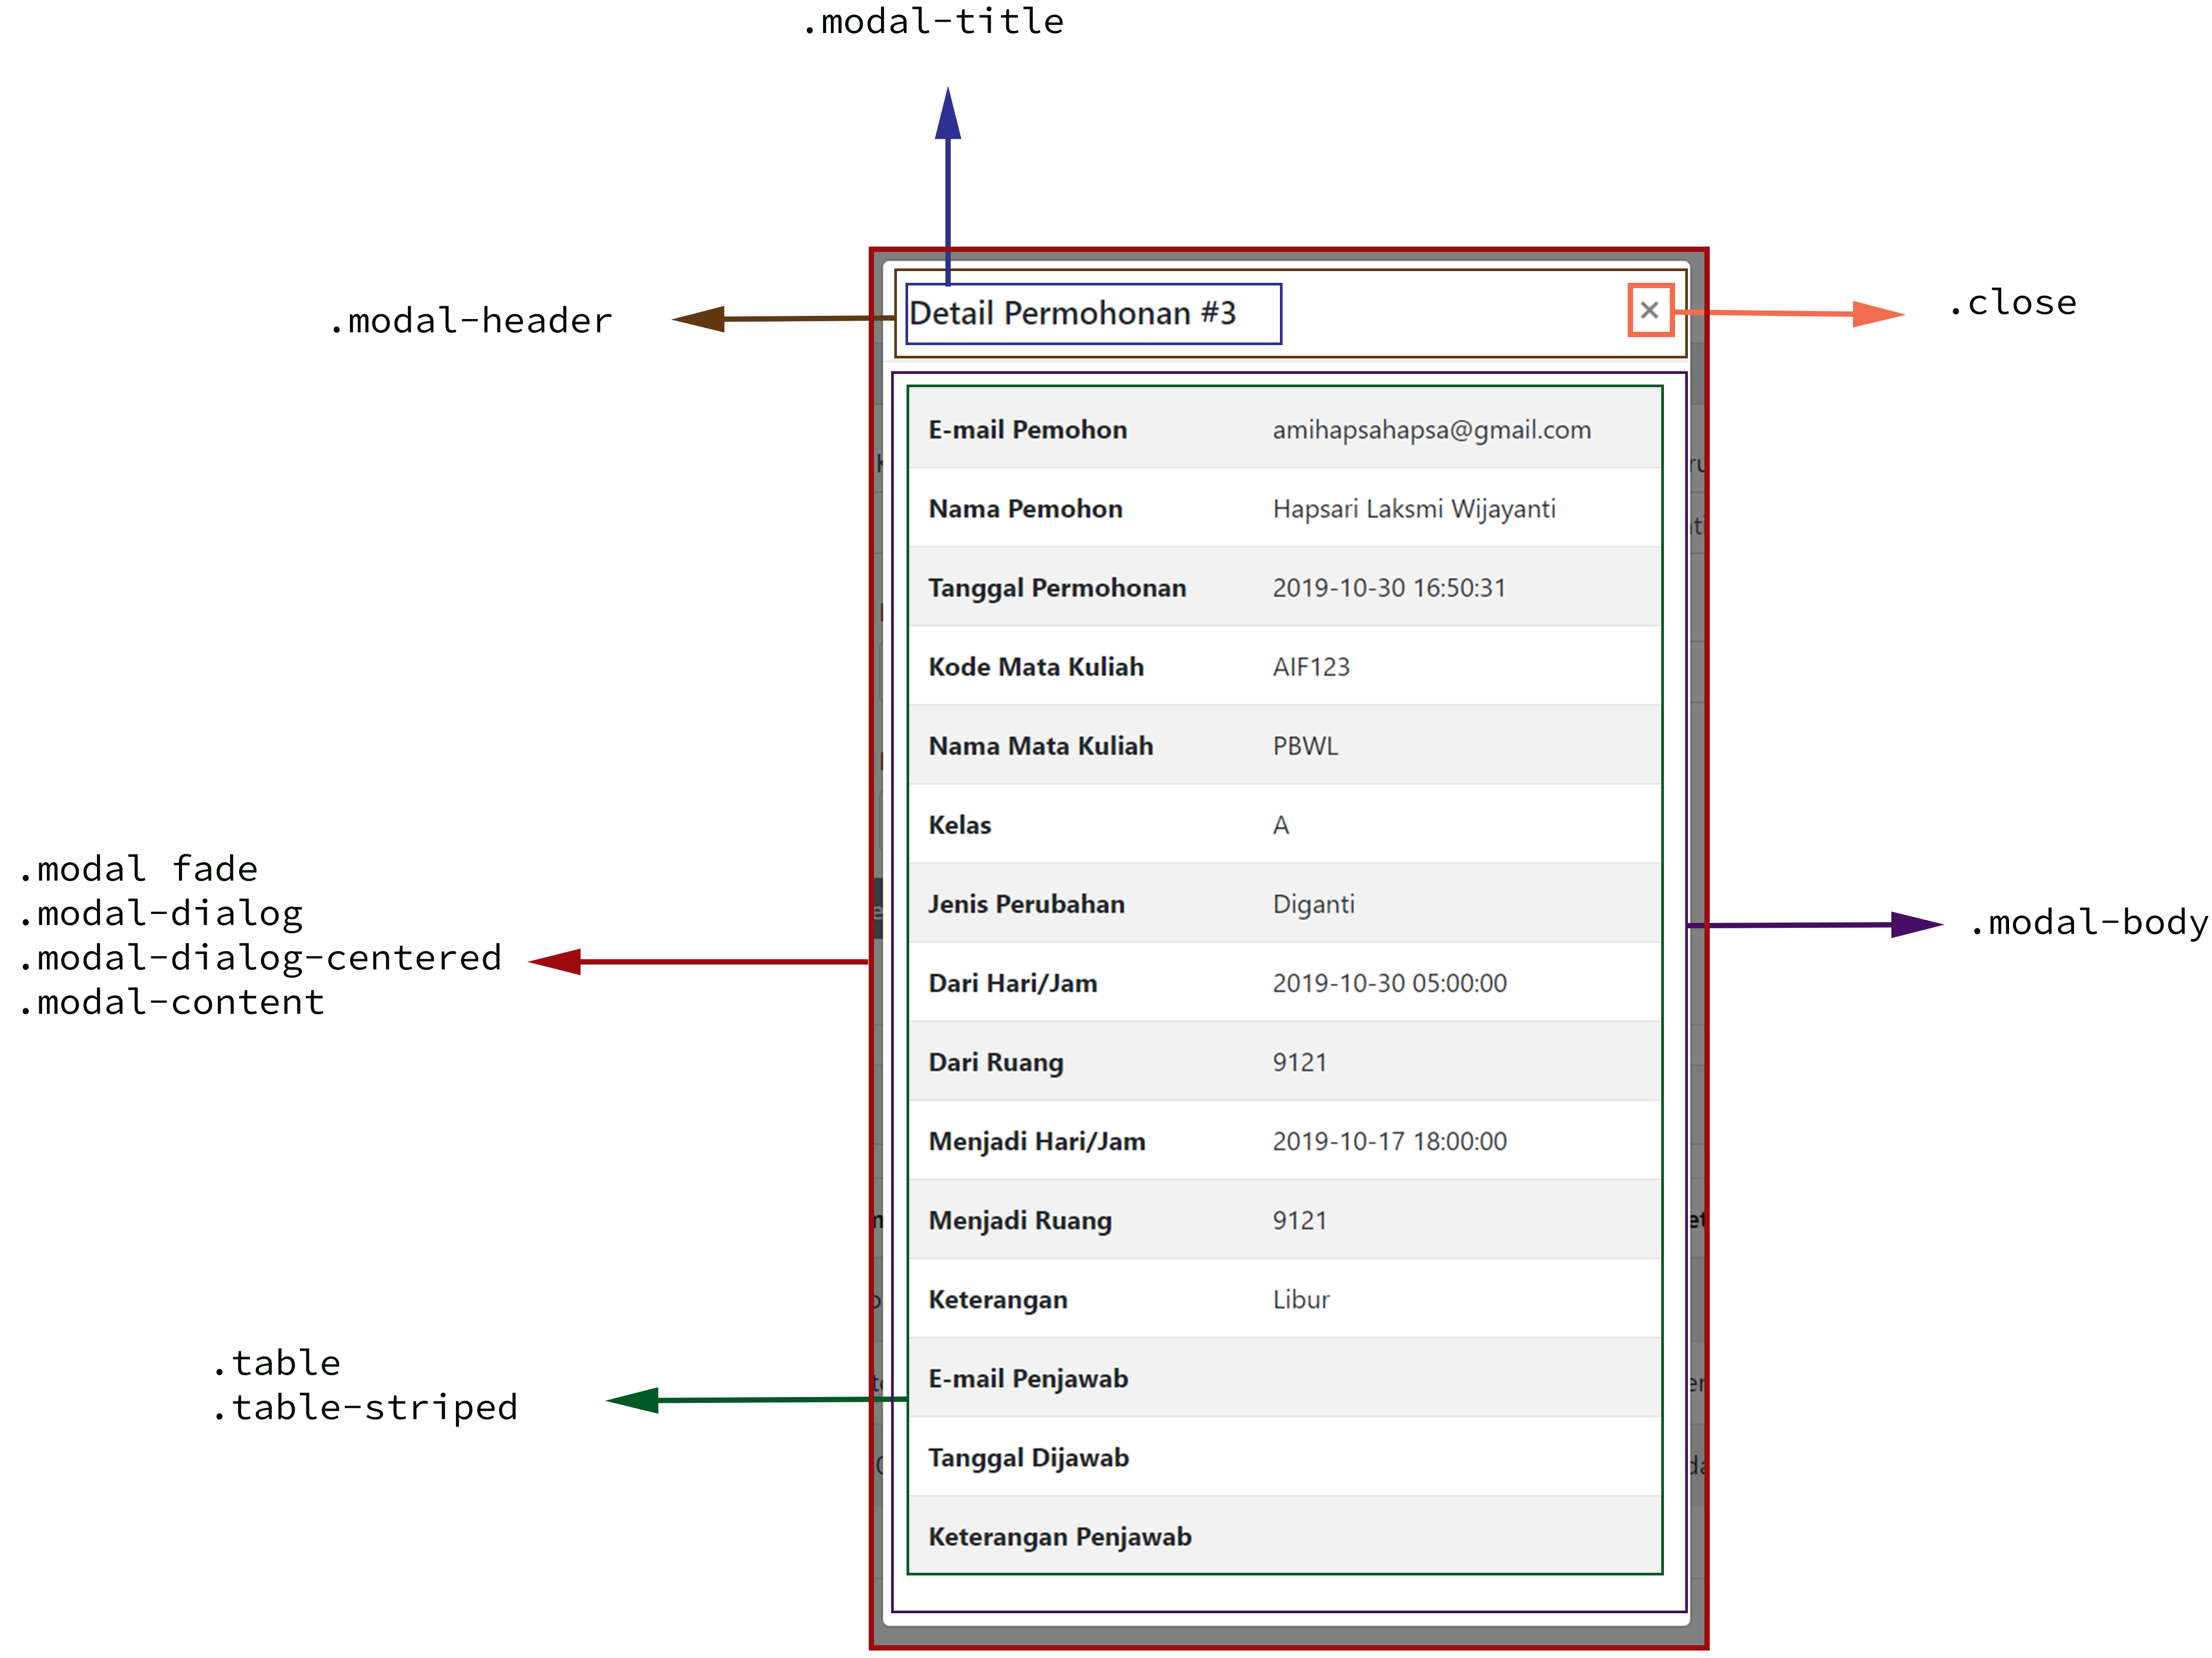 .modal-title
.modal-header
Detail Permohonan #3
×
.close
E-mail Pemohon amihapsahapsa@gmail.com
Nama Pemohon Hapsari Laksmi Wijayanti
Tanggal Permohonan 2019-10-30 16:50:31
Kode Mata Kuliah AIF123
Nama Mata Kuliah PBWL
Kelas A
Jenis Perubahan Diganti
Dari Hari/Jam 2019-10-30 05:00:00
Dari Ruang 9121
Menjadi Hari/Jam 2019-10-17 18:00:00
Menjadi Ruang 9121
Keterangan Libur
E-mail Penjawab
Tanggal Dijawab
Keterangan Penjawab
.modal fade
.modal-dialog
.modal-dialog-centered
.modal-content
.modal-body
.table
.table-striped